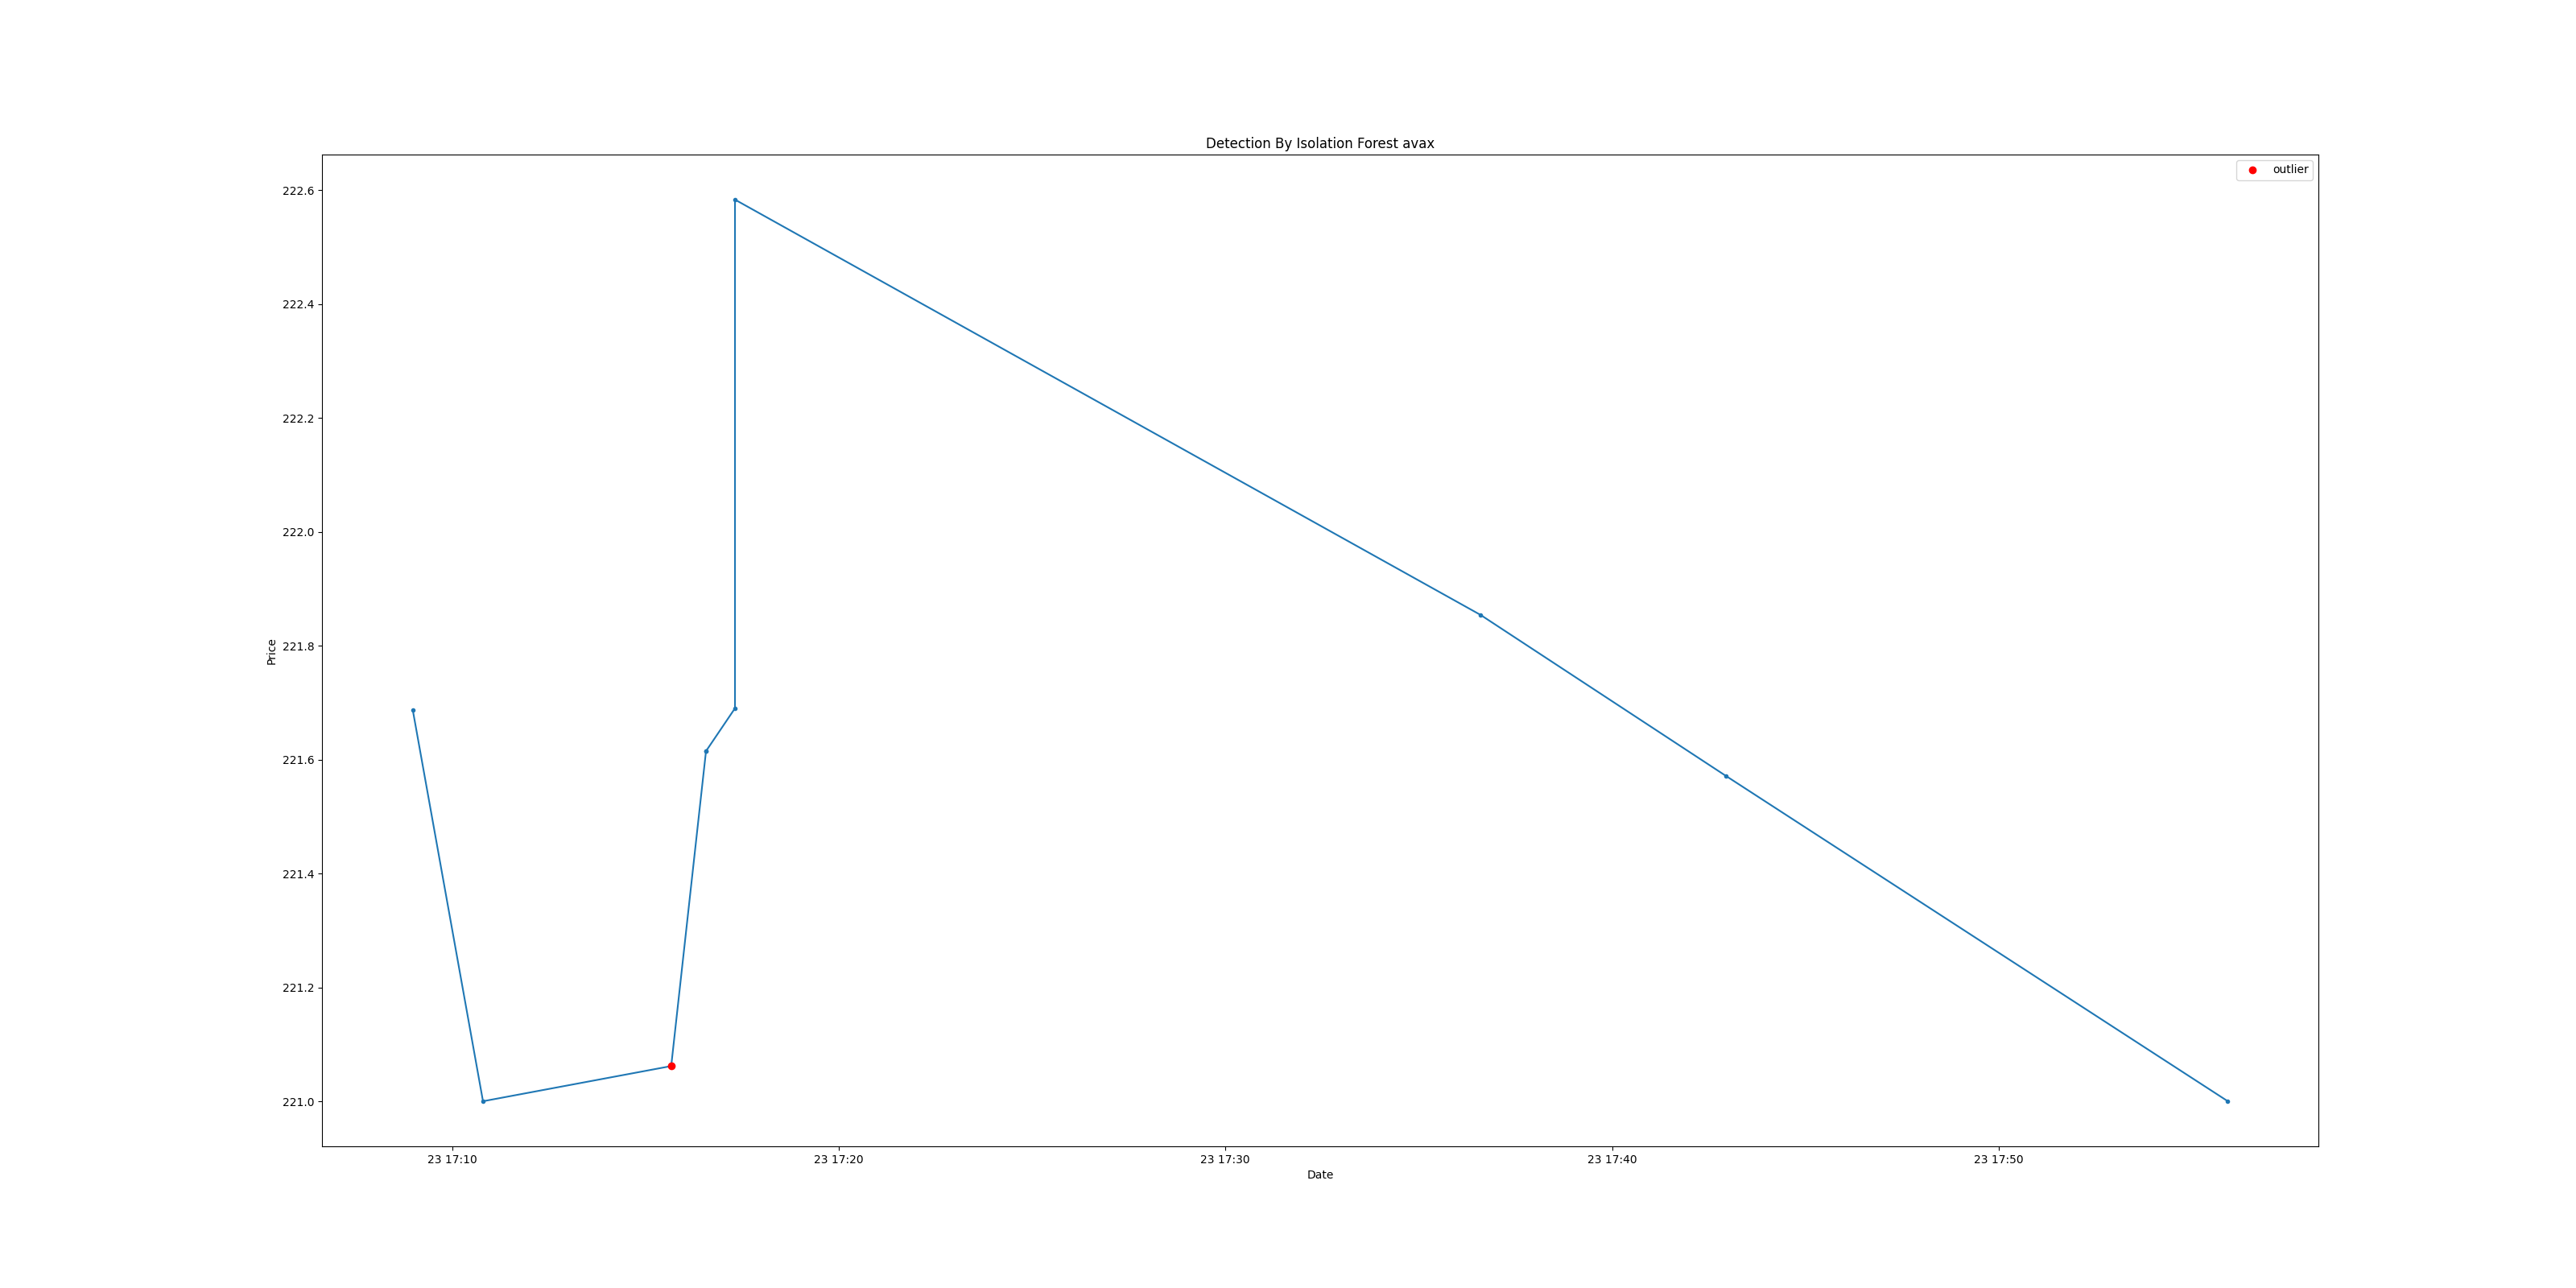 Detection By Isolation Forest avax
outlier
222.6
222.4
222.2
222.0
221.8
221.6
221.4
221.2
221.0
Price
23 17:10 23 17:20 23 17:30 23 17:40 23 17:50
Date